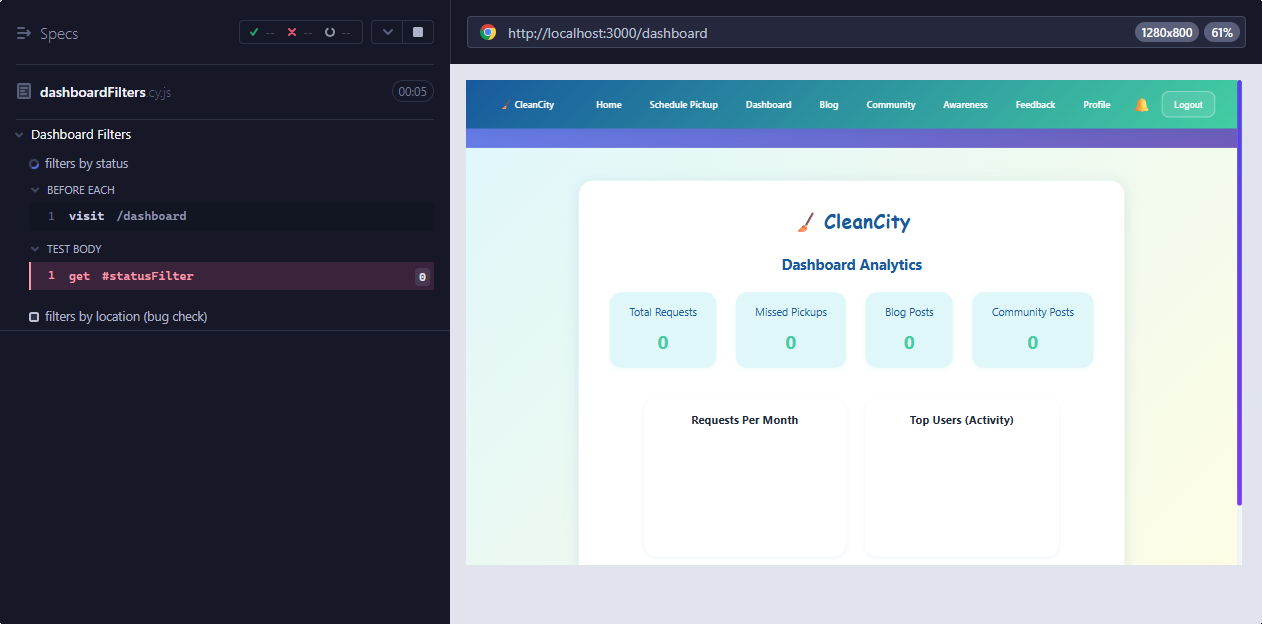 Specs
-- -- --
dashboardFilters.cy.js 00:05
Dashboard Filters
filters by status
BEFORE EACH
1 visit /dashboard
TEST BODY
1 get #statusFilter 0
filters by location (bug check)
http://localhost:3000/dashboard 1280x800 61%
CleanCity Home Schedule Pickup Dashboard Blog Community Awareness Feedback Profile Logout
CleanCity
Dashboard Analytics
Total Requests Missed Pickups Blog Posts Community Posts
0 0 0 0
Requests Per Month Top Users (Activity)